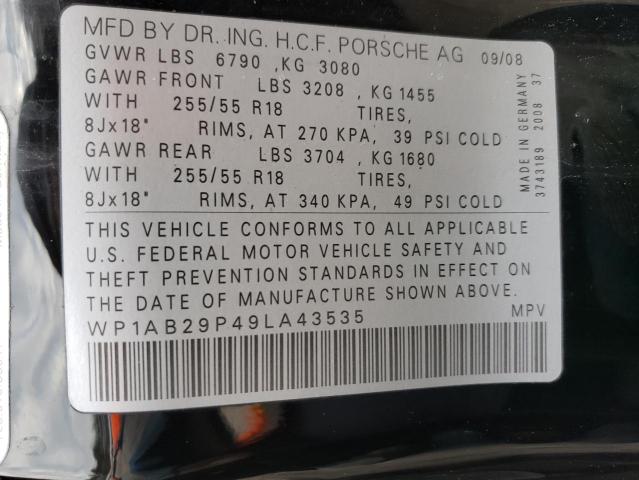 MFD BY DR. ING. H.C.F. PORSCHE AG 09/08
GVWR LBS 6790 ,KG 3080
GAWR FRONT LBS 3208 , KG 1455
WITH 255/55 R18 TIRES,
8Jx18" RIMS, AT 270 KPA, 39 PSI COLD
GAWR REAR LBS 3704 , KG 1680
WITH 255/55 R18 TIRES,
8Jx18" RIMS, AT 340 KPA, 49 PSI COLD
THIS VEHICLE CONFORMS TO ALL APPLICABLE
U.S. FEDERAL MOTOR VEHICLE SAFETY AND
THEFT PREVENTION STANDARDS IN EFFECT ON
THE DATE OF MANUFACTURE SHOWN ABOVE.
WP1AB29P49LA43535 MPV
MADE IN GERMANY
3743189 2008 37